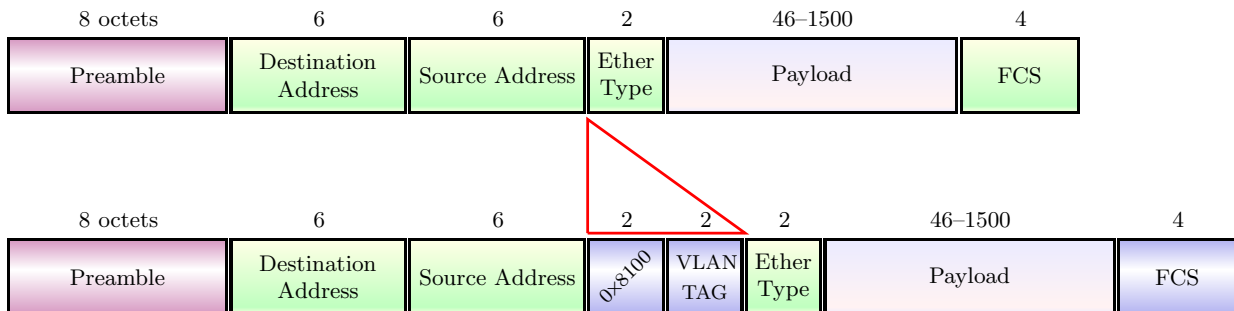 8 octets 6 6 2 46–1500 4
Preamble Destination Address Source Address Ether Type Payload FCS
8 octets 6 6 2 2 2 46–1500 4
Preamble Destination Address Source Address 0x8100 VLAN TAG Ether Type Payload FCS